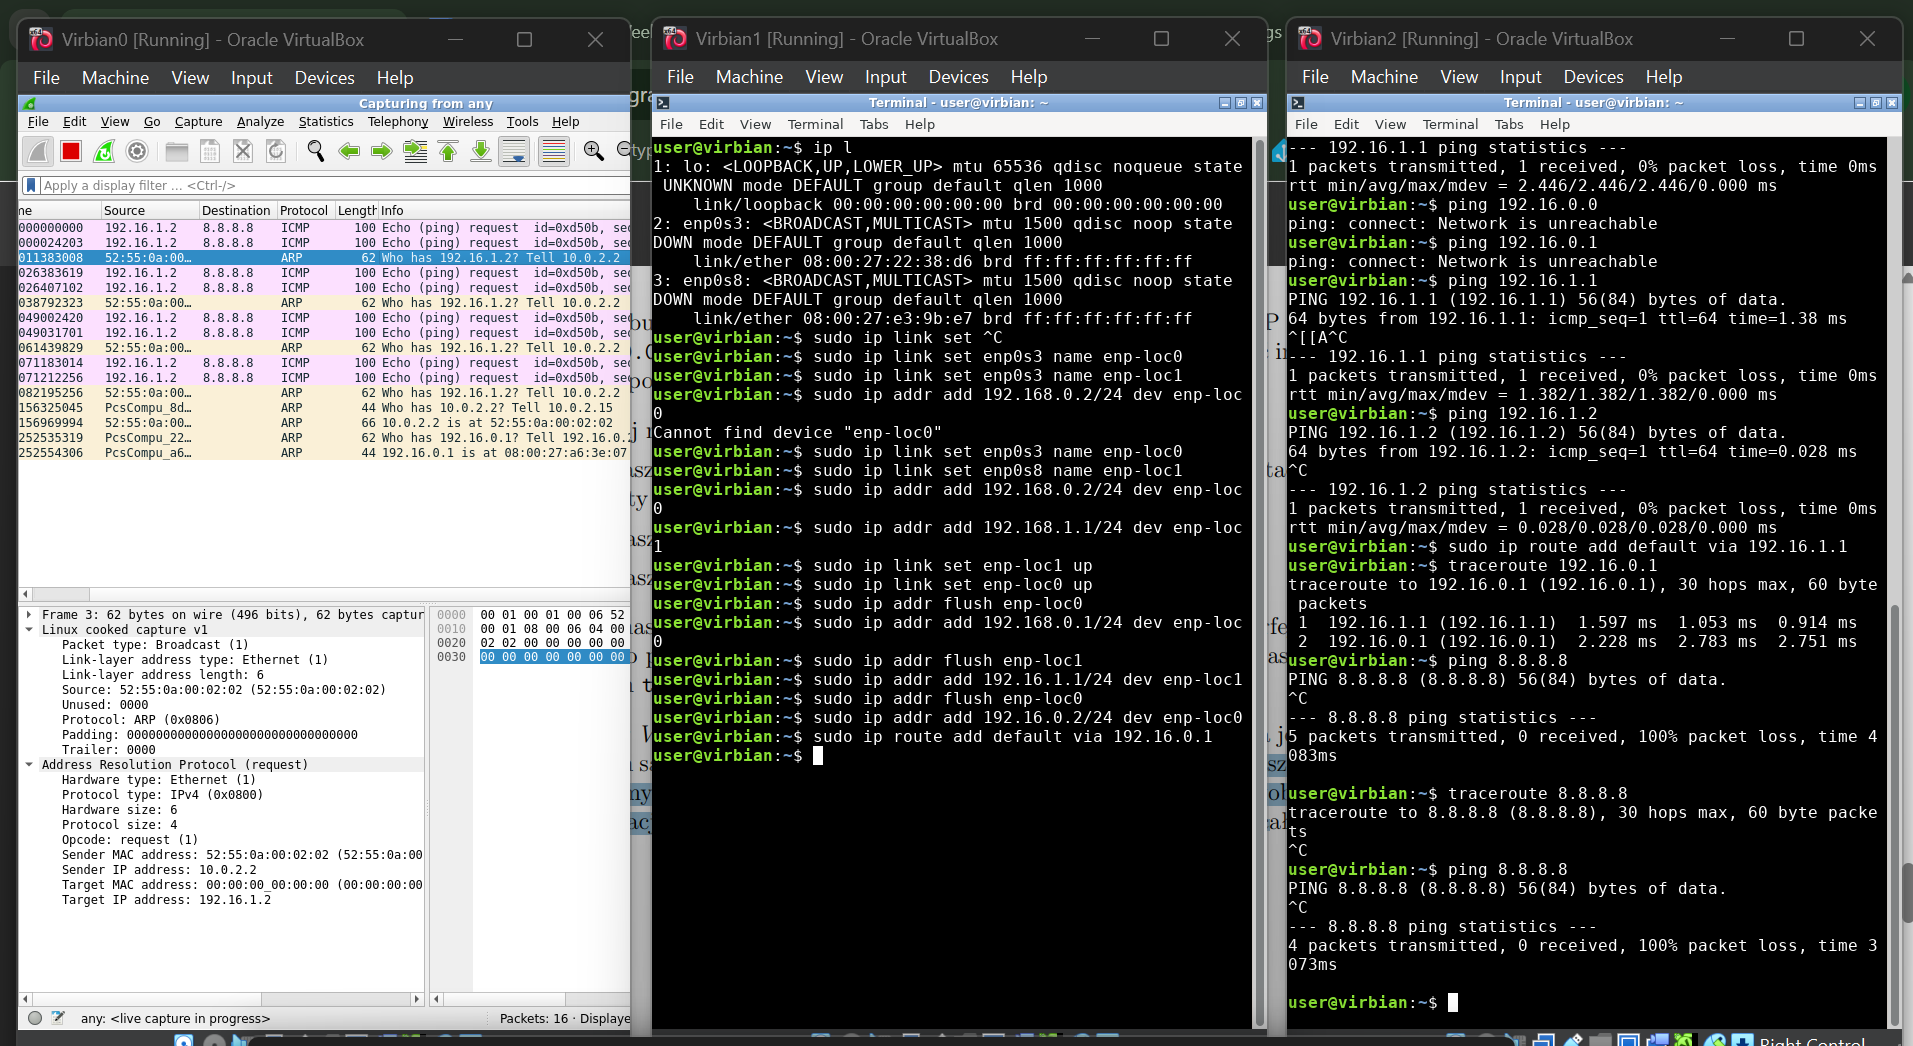 Virbian0 [Running] - Oracle VirtualBox
File Machine View Input Devices Help
Capturing from any
File Edit View Go Capture Analyze Statistics Telephony Wireless Tools Help
Apply a display filter ... <Ctrl-/>
me Source Destination Protocol Length Info
000000000 192.16.1.2 8.8.8.8 ICMP 100 Echo (ping) request id=0xd50b, sec
000024203 192.16.1.2 8.8.8.8 ICMP 100 Echo (ping) request id=0xd50b, sec
011383008 52:55:0a:00… ARP 62 Who has 192.16.1.2? Tell 10.0.2.2
026383619 192.16.1.2 8.8.8.8 ICMP 100 Echo (ping) request id=0xd50b, sec
026407102 192.16.1.2 8.8.8.8 ICMP 100 Echo (ping) request id=0xd50b, sec
038792323 52:55:0a:00… ARP 62 Who has 192.16.1.2? Tell 10.0.2.2
049002420 192.16.1.2 8.8.8.8 ICMP 100 Echo (ping) request id=0xd50b, sec
049031701 192.16.1.2 8.8.8.8 ICMP 100 Echo (ping) request id=0xd50b, sec
061439829 52:55:0a:00… ARP 62 Who has 192.16.1.2? Tell 10.0.2.2
071183014 192.16.1.2 8.8.8.8 ICMP 100 Echo (ping) request id=0xd50b, sec
071212256 192.16.1.2 8.8.8.8 ICMP 100 Echo (ping) request id=0xd50b, sec
082195256 52:55:0a:00… ARP 62 Who has 192.16.1.2? Tell 10.0.2.2
156325045 PcsCompu_8d… ARP 44 Who has 10.0.2.2? Tell 10.0.2.15
156969994 52:55:0a:00… ARP 66 10.0.2.2 is at 52:55:0a:00:02:02
252535319 PcsCompu_22… ARP 62 Who has 192.16.0.1? Tell 192.16.0.2
252554306 PcsCompu_a6… ARP 44 192.16.0.1 is at 08:00:27:a6:3e:07
Frame 3: 62 bytes on wire (496 bits), 62 bytes captur
Linux cooked capture v1
Packet type: Broadcast (1)
Link-layer address type: Ethernet (1)
Link-layer address length: 6
Source: 52:55:0a:00:02:02 (52:55:0a:00:02:02)
Unused: 0000
Protocol: ARP (0x0806)
Padding: 00000000000000000000000000000000
Trailer: 0000
Address Resolution Protocol (request)
Hardware type: Ethernet (1)
Protocol type: IPv4 (0x0800)
Hardware size: 6
Protocol size: 4
Opcode: request (1)
Sender MAC address: 52:55:0a:00:02:02 (52:55:0a:00
Sender IP address: 10.0.2.2
Target MAC address: 00:00:00_00:00:00 (00:00:00:00
Target IP address: 192.16.1.2
0000 00 01 00 01 00 06 52
0010 00 01 08 00 06 04 00
0020 02 02 00 00 00 00 00
0030 00 00 00 00 00 00 00
any: <live capture in progress>
Packets: 16 · Displaye
Virbian1 [Running] - Oracle VirtualBox
File Machine View Input Devices Help
Terminal - user@virbian: ~
File Edit View Terminal Tabs Help
user@virbian:~$ ip l
1: lo: <LOOPBACK,UP,LOWER_UP> mtu 65536 qdisc noqueue state
UNKNOWN mode DEFAULT group default qlen 1000
link/loopback 00:00:00:00:00:00 brd 00:00:00:00:00:00
2: enp0s3: <BROADCAST,MULTICAST> mtu 1500 qdisc noop state
DOWN mode DEFAULT group default qlen 1000
link/ether 08:00:27:22:38:d6 brd ff:ff:ff:ff:ff:ff
3: enp0s8: <BROADCAST,MULTICAST> mtu 1500 qdisc noop state
DOWN mode DEFAULT group default qlen 1000
link/ether 08:00:27:e3:9b:e7 brd ff:ff:ff:ff:ff:ff
user@virbian:~$ sudo ip link set ^C
user@virbian:~$ sudo ip link set enp0s3 name enp-loc0
user@virbian:~$ sudo ip link set enp0s3 name enp-loc1
user@virbian:~$ sudo ip addr add 192.168.0.2/24 dev enp-loc
0
Cannot find device "enp-loc0"
user@virbian:~$ sudo ip link set enp0s3 name enp-loc0
user@virbian:~$ sudo ip link set enp0s8 name enp-loc1
user@virbian:~$ sudo ip addr add 192.168.0.2/24 dev enp-loc
0
user@virbian:~$ sudo ip addr add 192.168.1.1/24 dev enp-loc
1
user@virbian:~$ sudo ip link set enp-loc1 up
user@virbian:~$ sudo ip link set enp-loc0 up
user@virbian:~$ sudo ip addr flush enp-loc0
user@virbian:~$ sudo ip addr add 192.168.0.1/24 dev enp-loc
0
user@virbian:~$ sudo ip addr flush enp-loc1
user@virbian:~$ sudo ip addr add 192.16.1.1/24 dev enp-loc1
user@virbian:~$ sudo ip addr flush enp-loc0
user@virbian:~$ sudo ip addr add 192.16.0.2/24 dev enp-loc0
user@virbian:~$ sudo ip route add default via 192.16.0.1
user@virbian:~$
Virbian2 [Running] - Oracle VirtualBox
File Machine View Input Devices Help
Terminal - user@virbian: ~
File Edit View Terminal Tabs Help
--- 192.16.1.1 ping statistics ---
1 packets transmitted, 1 received, 0% packet loss, time 0ms
rtt min/avg/max/mdev = 2.446/2.446/2.446/0.000 ms
user@virbian:~$ ping 192.16.0.0
ping: connect: Network is unreachable
user@virbian:~$ ping 192.16.0.1
ping: connect: Network is unreachable
user@virbian:~$ ping 192.16.1.1
PING 192.16.1.1 (192.16.1.1) 56(84) bytes of data.
64 bytes from 192.16.1.1: icmp_seq=1 ttl=64 time=1.38 ms
^[[A^C
--- 192.16.1.1 ping statistics ---
1 packets transmitted, 1 received, 0% packet loss, time 0ms
rtt min/avg/max/mdev = 1.382/1.382/1.382/0.000 ms
user@virbian:~$ ping 192.16.1.2
PING 192.16.1.2 (192.16.1.2) 56(84) bytes of data.
64 bytes from 192.16.1.2: icmp_seq=1 ttl=64 time=0.028 ms
^C
--- 192.16.1.2 ping statistics ---
1 packets transmitted, 1 received, 0% packet loss, time 0ms
rtt min/avg/max/mdev = 0.028/0.028/0.028/0.000 ms
user@virbian:~$ sudo ip route add default via 192.16.1.1
user@virbian:~$ traceroute 192.16.0.1
traceroute to 192.16.0.1 (192.16.0.1), 30 hops max, 60 byte
packets
1 192.16.1.1 (192.16.1.1) 1.597 ms 1.053 ms 0.914 ms
2 192.16.0.1 (192.16.0.1) 2.228 ms 2.783 ms 2.751 ms
user@virbian:~$ ping 8.8.8.8
PING 8.8.8.8 (8.8.8.8) 56(84) bytes of data.
^C
--- 8.8.8.8 ping statistics ---
5 packets transmitted, 0 received, 100% packet loss, time 4
083ms
user@virbian:~$ traceroute 8.8.8.8
traceroute to 8.8.8.8 (8.8.8.8), 30 hops max, 60 byte packe
ts
^C
user@virbian:~$ ping 8.8.8.8
PING 8.8.8.8 (8.8.8.8) 56(84) bytes of data.
^C
--- 8.8.8.8 ping statistics ---
4 packets transmitted, 0 received, 100% packet loss, time 3
073ms
user@virbian:~$
Right Control